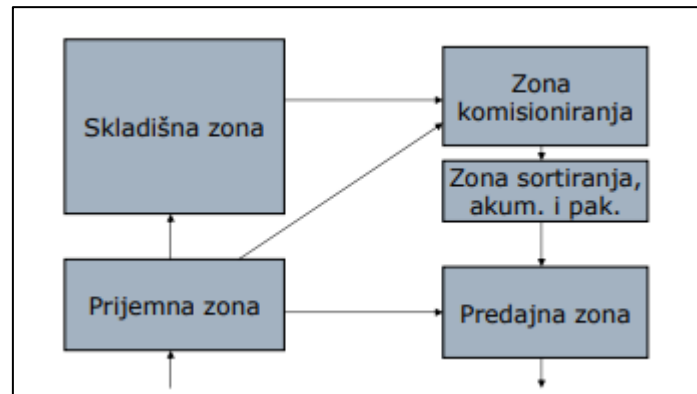 Skladišna zona
Zona
komisioniranja
Zona sortiranja,
akum. i pak.
Prijemna zona
Predajna zona